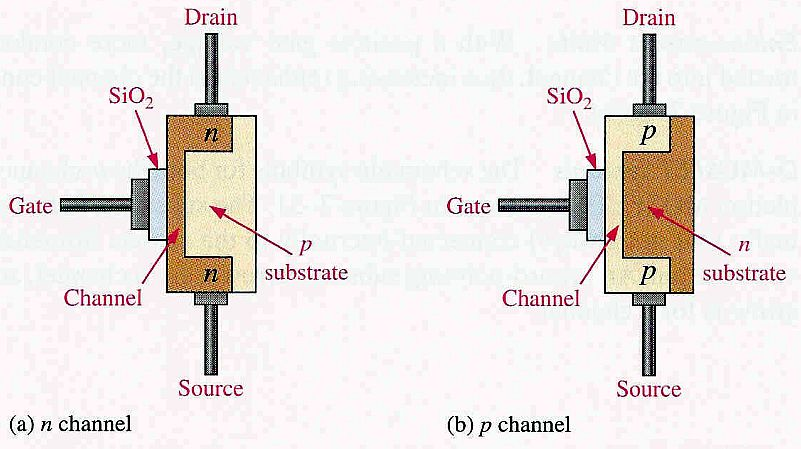 Drain
SiO2
n
Gate
p
substrate
n
Channel
Source
(a) n channel
Drain
SiO2
p
Gate
n
substrate
p
Channel
Source
(b) p channel